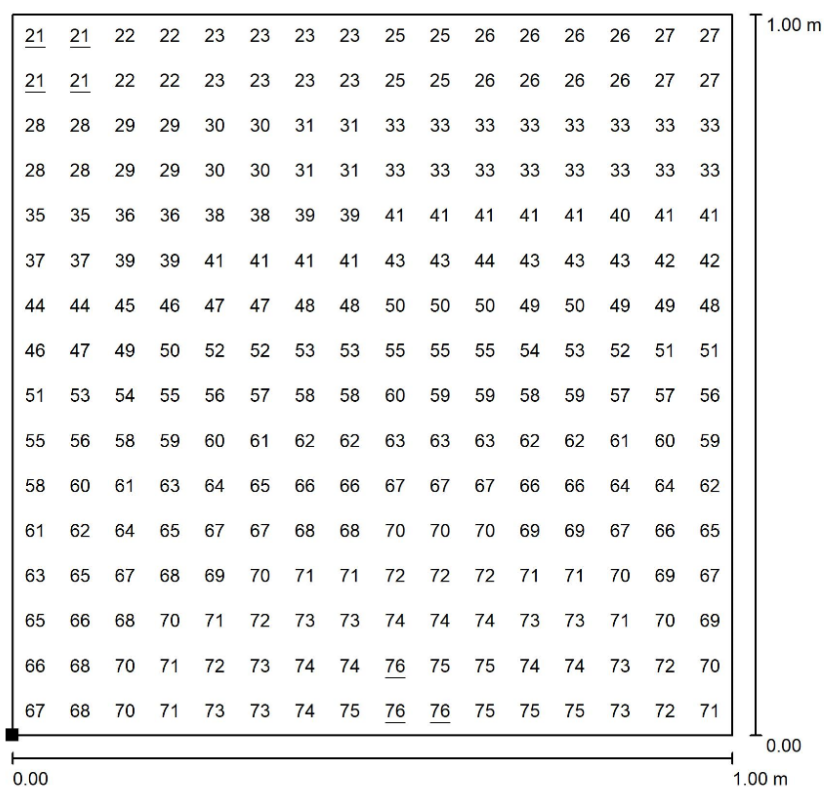 21 21 22 22 23 23 23 23 25 25 26 26 26 26 27 27
1.00 m
21 21 22 22 23 23 23 23 25 25 26 26 26 26 27 27
28 28 29 29 30 30 31 31 33 33 33 33 33 33 33 33
28 28 29 29 30 30 31 31 33 33 33 33 33 33 33 33
35 35 36 36 38 38 39 39 41 41 41 41 41 40 41 41
37 37 39 39 41 41 41 41 43 43 44 43 43 43 42 42
44 44 45 46 47 47 48 48 50 50 50 49 50 49 49 48
46 47 49 50 52 52 53 53 55 55 55 54 53 52 51 51
51 53 54 55 56 57 58 58 60 59 59 58 59 57 57 56
55 56 58 59 60 61 62 62 63 63 63 62 62 61 60 59
58 60 61 63 64 65 66 66 67 67 67 66 66 64 64 62
61 62 64 65 67 67 68 68 70 70 70 69 69 67 66 65
63 65 67 68 69 70 71 71 72 72 72 71 71 70 69 67
65 66 68 70 71 72 73 73 74 74 74 73 73 71 70 69
66 68 70 71 72 73 74 74 76 75 75 74 74 73 72 70
67 68 70 71 73 73 74 75 76 76 75 75 75 73 72 71
0.00
0.00 1.00 m